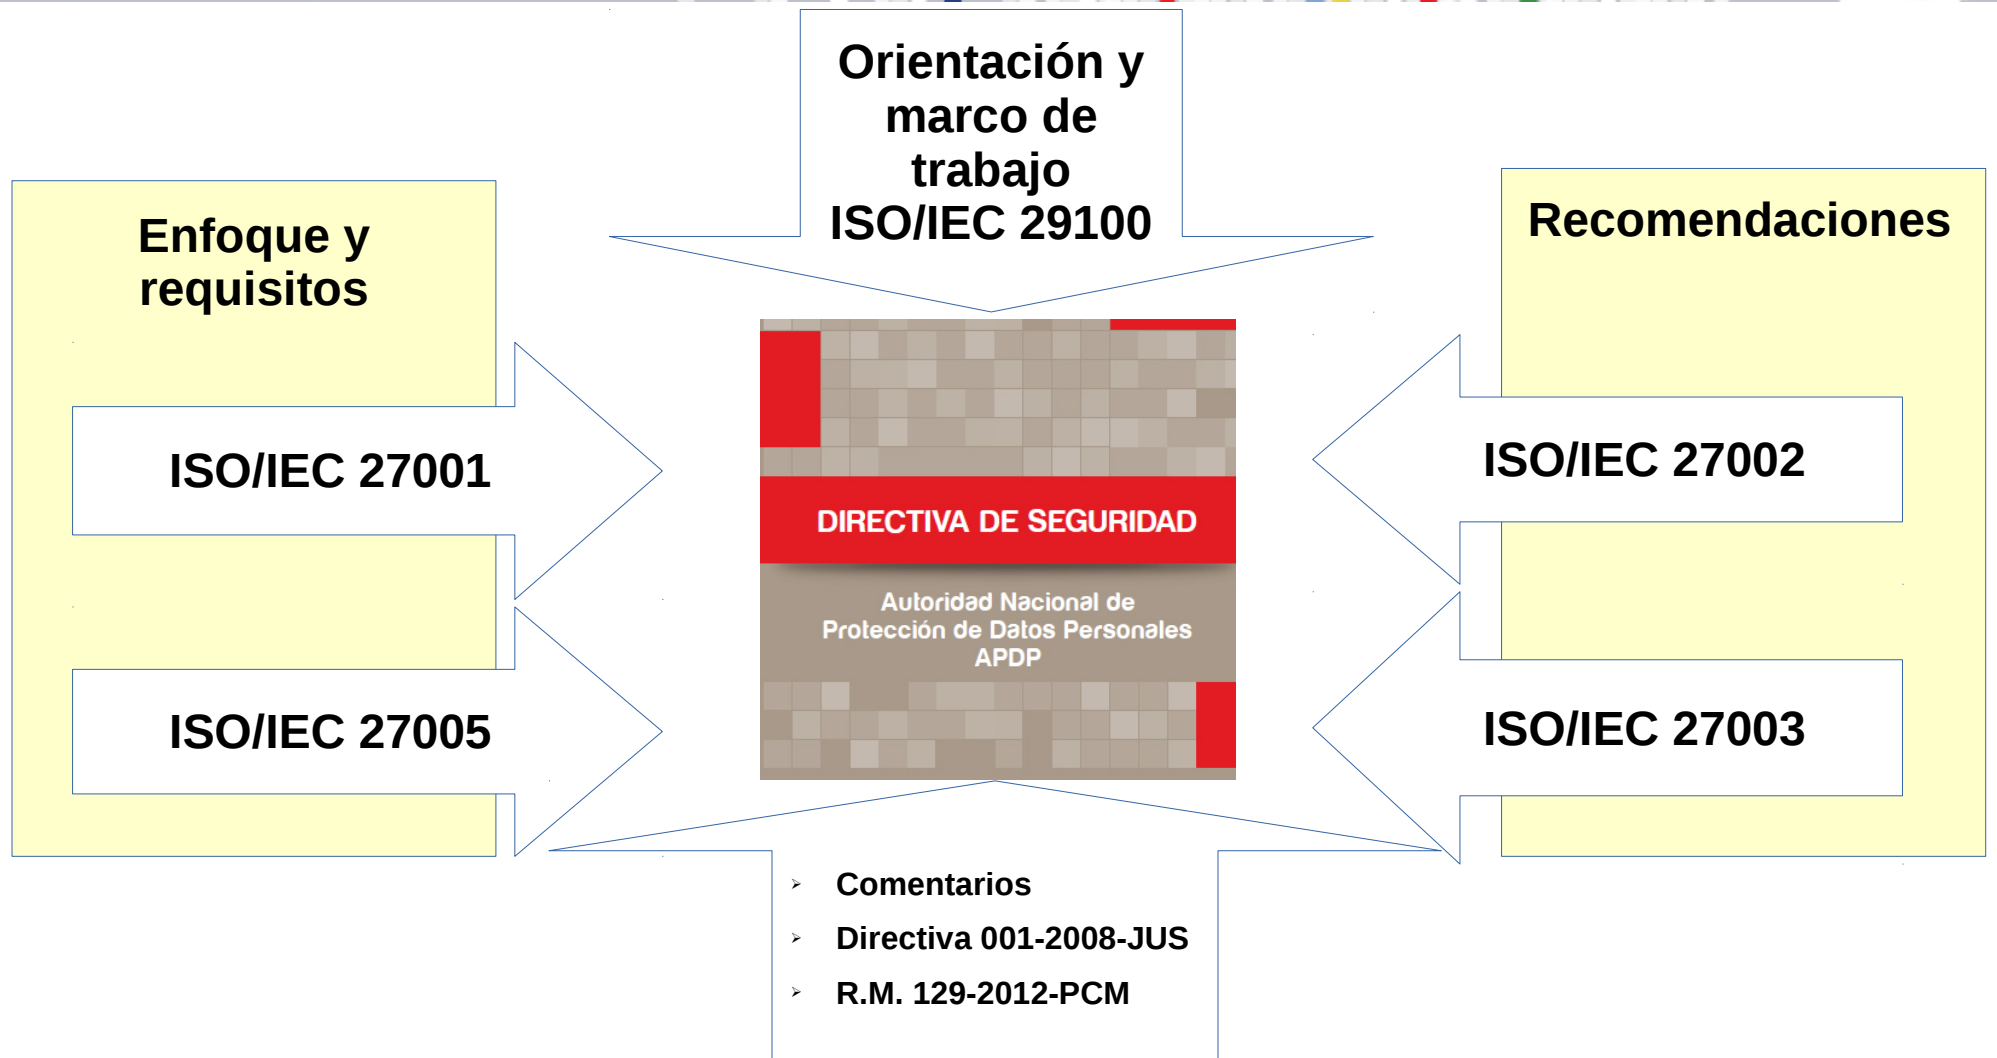 Orientación y
marco de
trabajo
ISO/IEC 29100
Enfoque y
requisitos
ISO/IEC 27001
ISO/IEC 27005
DIRECTIVA DE SEGURIDAD
Autoridad Nacional de
Protección de Datos Personales
APDP
Recomendaciones
ISO/IEC 27002
ISO/IEC 27003
Comentarios
Directiva 001-2008-JUS
R.M. 129-2012-PCM